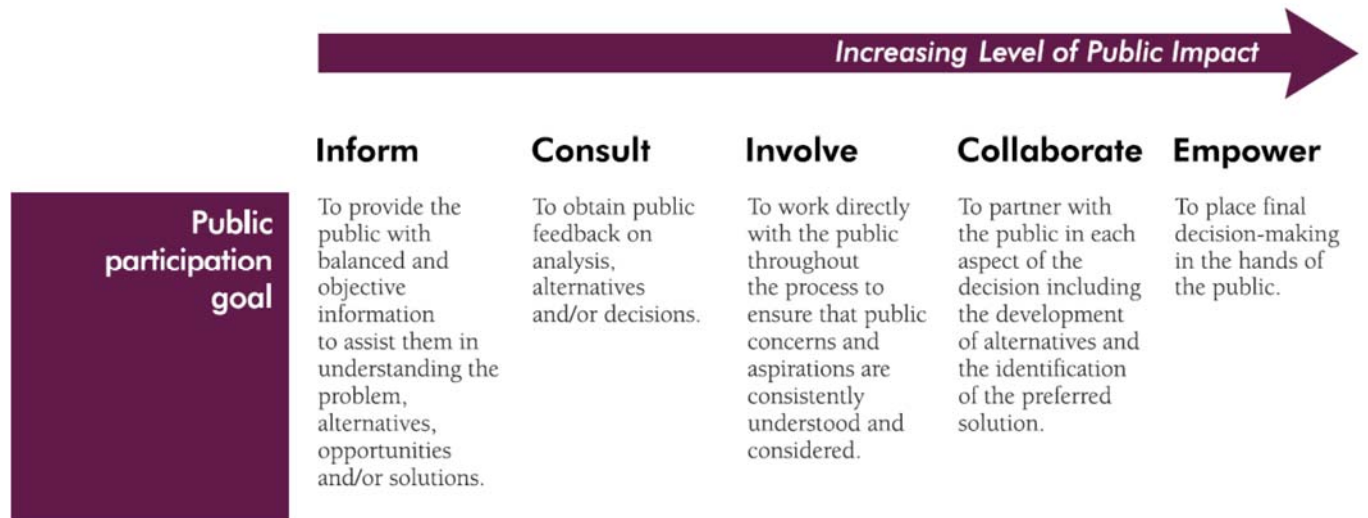 Increasing Level of Public Impact
Inform
Consult
Involve
Collaborate
Empower
Public
participation
goal
To provide the
public with
balanced and
objective
information
to assist them in
understanding the
problem,
alternatives,
opportunities
and/or solutions.
To obtain public
feedback on
analysis,
alternatives
and/or decisions.
To work directly
with the public
throughout
the process to
ensure that public
concerns and
aspirations are
consistently
understood and
considered.
To partner with
the public in each
aspect of the
decision including
the development
of alternatives and
the identification
of the preferred
solution.
To place final
decision-making
in the hands of
the public.